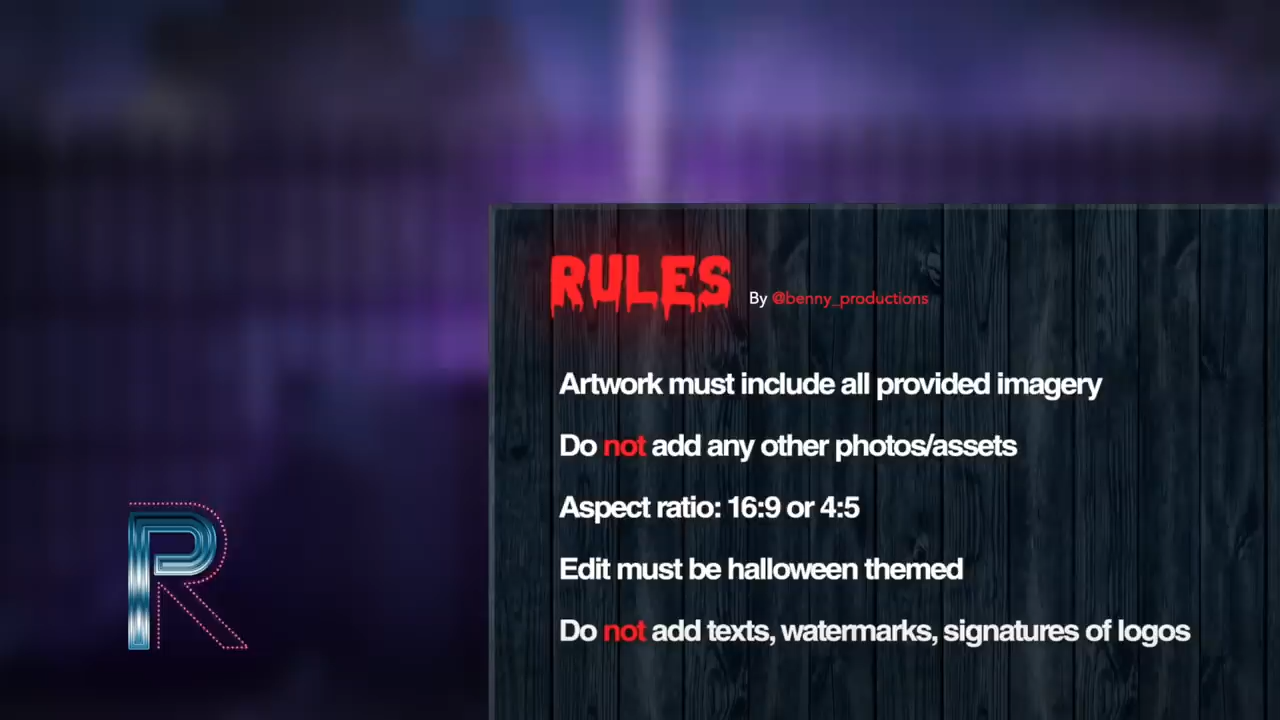 RULES By @benny_productions
Artwork must include all provided imagery
Do not add any other photos/assets
Aspect ratio: 16:9 or 4:5
Edit must be halloween themed
Do not add texts, watermarks, signatures of logos
PR